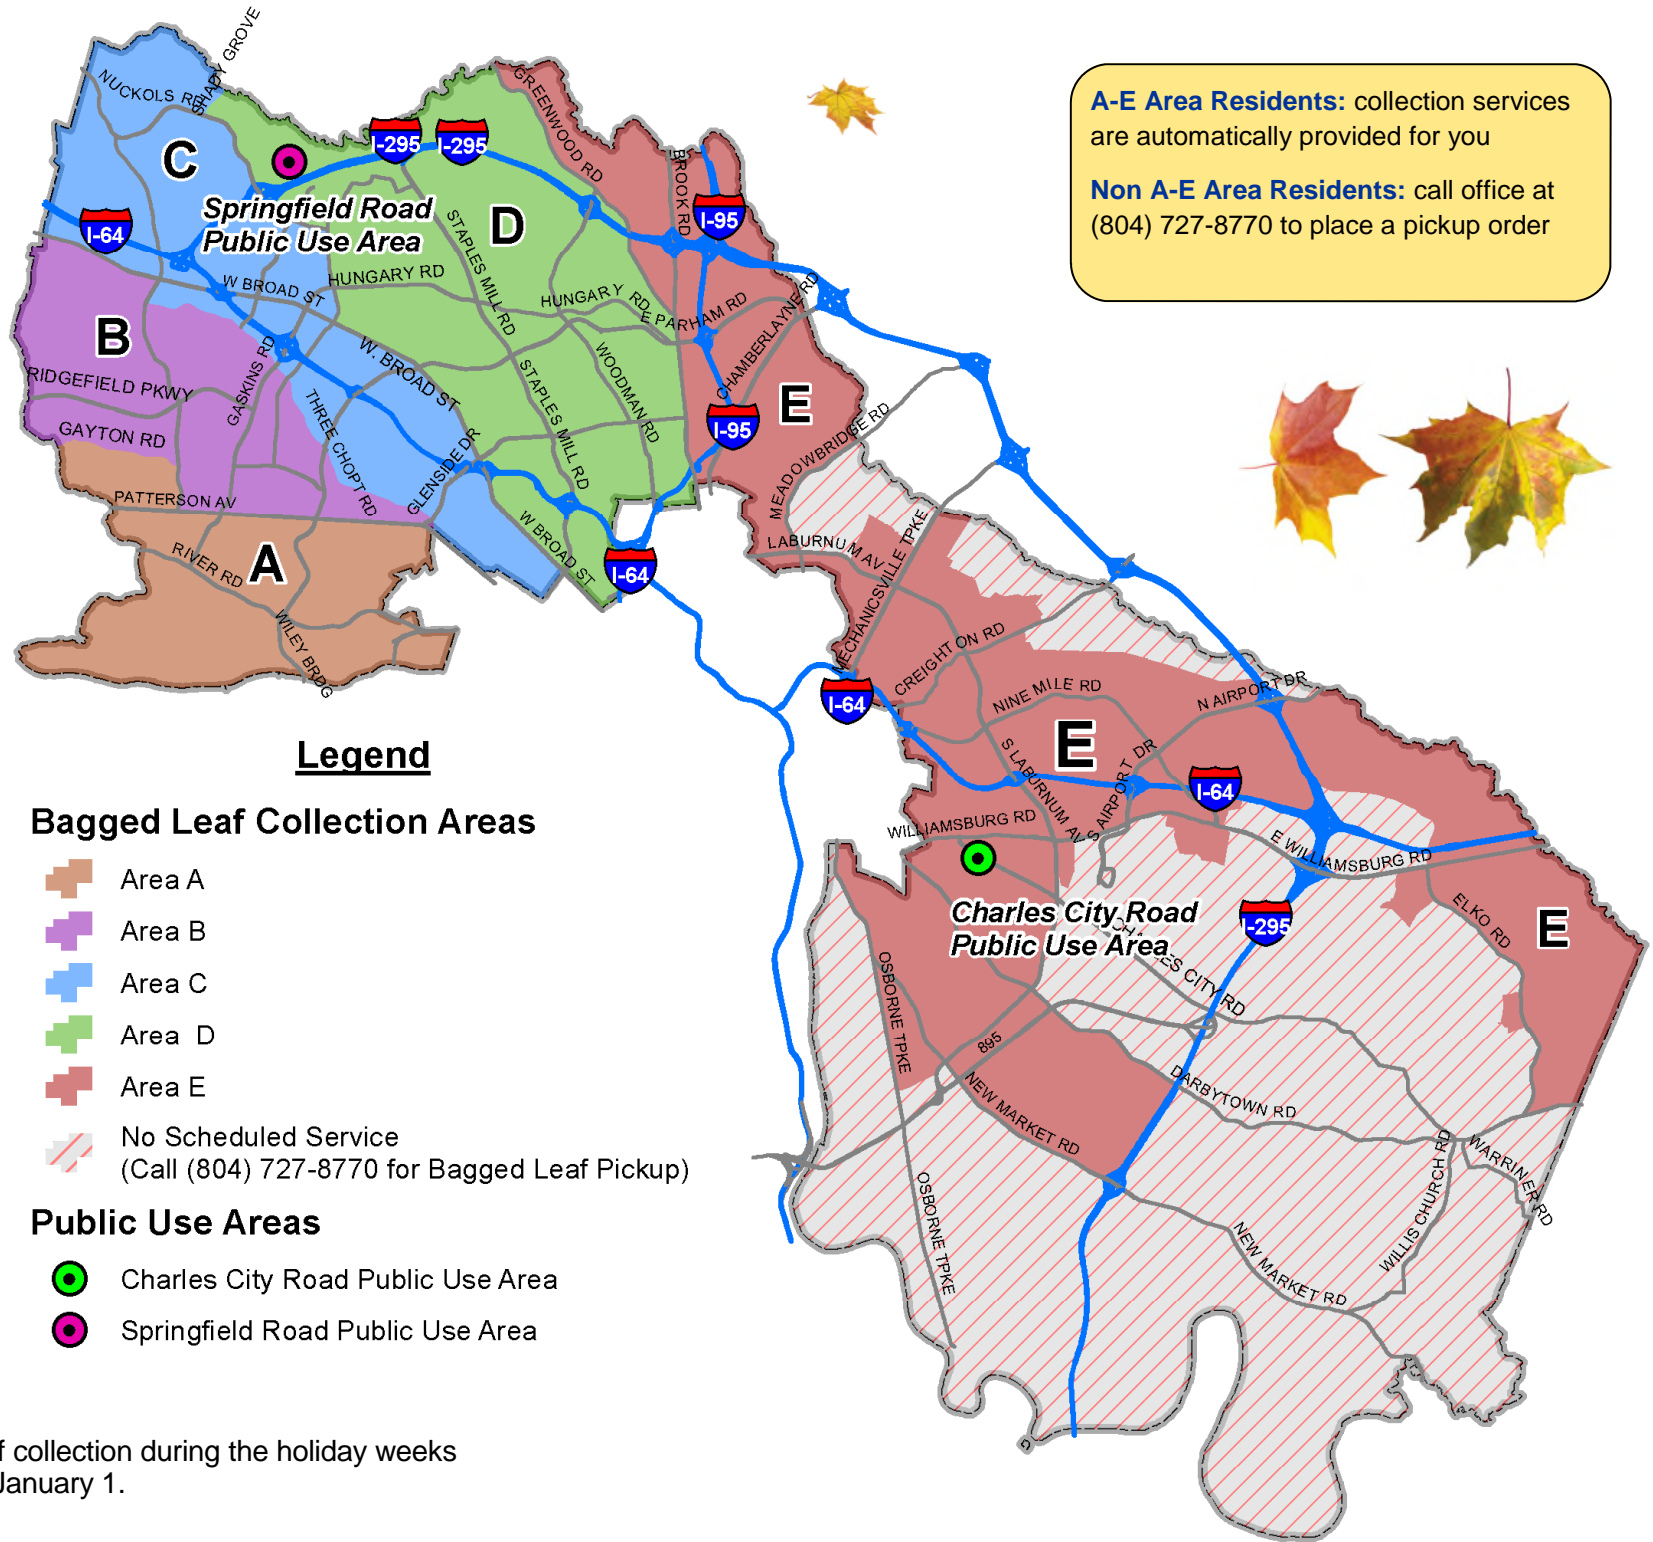 A-E Area Residents: collection services
are automatically provided for you
Non A-E Area Residents: call office at
(804) 727-8770 to place a pickup order
SHADY GROVE
NUCKOLS RD
GREENWOOD RD
C
I-295
I-295
BROOK RD
I-95
Springfield Road
Public Use Area
D
I-64
STAPLES MILL RD
W BROAD ST
HUNGARY RD
HUNGARY RD
E PARHAM RD
CHAMBERLAYNE RD
B
GASKINS RD
W. BROAD ST
WOODMAN RD
RIDGEFIELD PKWY
THREE CHOPT RD
STAPLES MILL RD
E
I-95
MEADOWBRIDGE RD
GAYTON RD
GLENSIDE DR
PATTERSON AV
W BROAD ST
LABURNUM AV
MECHANICSVILLE TPKE
RIVER RD
A
I-64
WILEY BRDG
CREIGHTON RD
I-64
NINE MILE RD
N AIRPORT DR
E
S LABURNUM AV
S AIRPORT DR
I-64
WILLIAMSBURG RD
E WILLIAMSBURG RD
Charles City Road
Public Use Area
CHARLES CITY RD
I-295
ELKO RD
E
OSBORNE TPKE
895
NEW MARKET RD
DARBYTOWN RD
WARRINER RD
WILLIS CHURCH RD
OSBORNE TPKE
NEW MARKET RD
Legend
Bagged Leaf Collection Areas
Area A
Area B
Area C
Area D
Area E
No Scheduled Service
(Call (804) 727-8770 for Bagged Leaf Pickup)
Public Use Areas
Charles City Road Public Use Area
Springfield Road Public Use Area
collection during the holiday weeks
January 1.